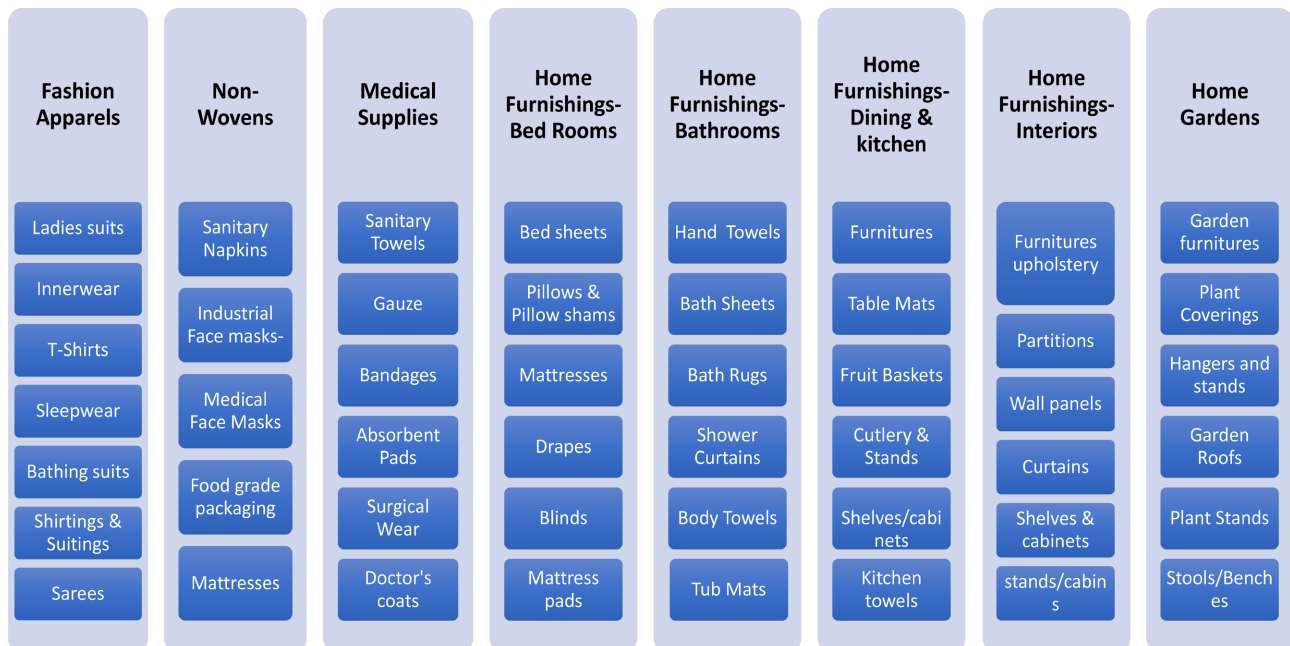 Fashion
Apparels
Ladies suits
Innerwear
T-Shirts
Sleepwear
Bathing suits
Shirtings &
Suitings
Sarees
Non-
Wovens
Sanitary
Napkins
Industrial
Face masks-
Medical
Face Masks
Food grade
packaging
Mattresses
Medical
Supplies
Sanitary
Towels
Gauze
Bandages
Absorbent
Pads
Surgical
Wear
Doctor's
coats
Home
Furnishings-
Bed Rooms
Bed sheets
Pillows &
Pillow shams
Mattresses
Drapes
Blinds
Mattress
pads
Home
Furnishings-
Bathrooms
Hand Towels
Bath Sheets
Bath Rugs
Shower
Curtains
Body Towels
Tub Mats
Home
Furnishings-
Dining &
kitchen
Furnitures
Table Mats
Fruit Baskets
Cutlery &
Stands
Shelves/cabi
nets
Kitchen
towels
Home
Furnishings-
Interiors
Furnitures
upholstery
Partitions
Wall panels
Curtains
Shelves &
cabinets
stands/cabin
s
Home
Gardens
Garden
furnitures
Plant
Coverings
Hangers and
stands
Garden
Roofs
Plant Stands
Stools/Bench
es